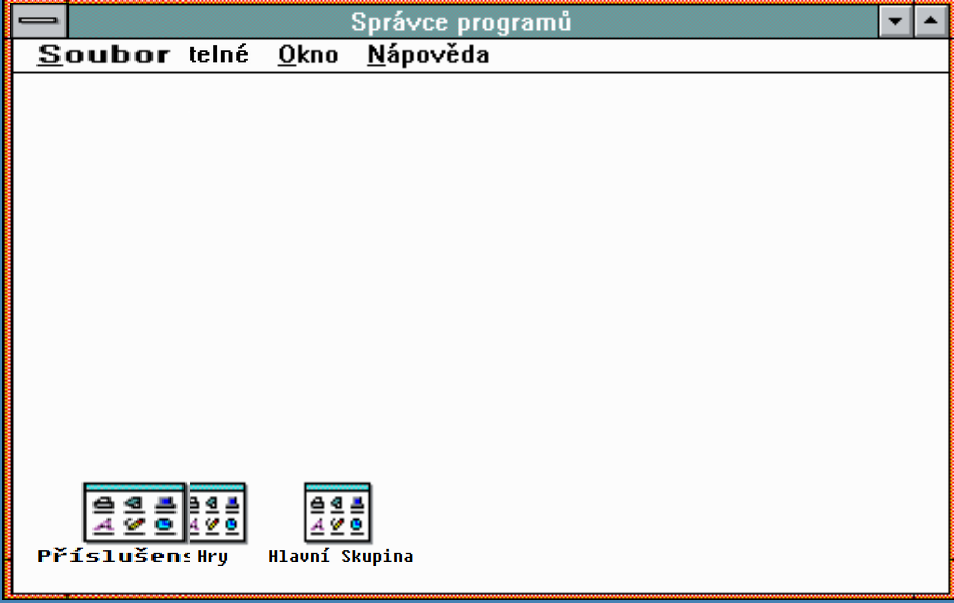 Správce programů
Soubor telné Okno Nápověda
Příslušens Hry Hlavní Skupina